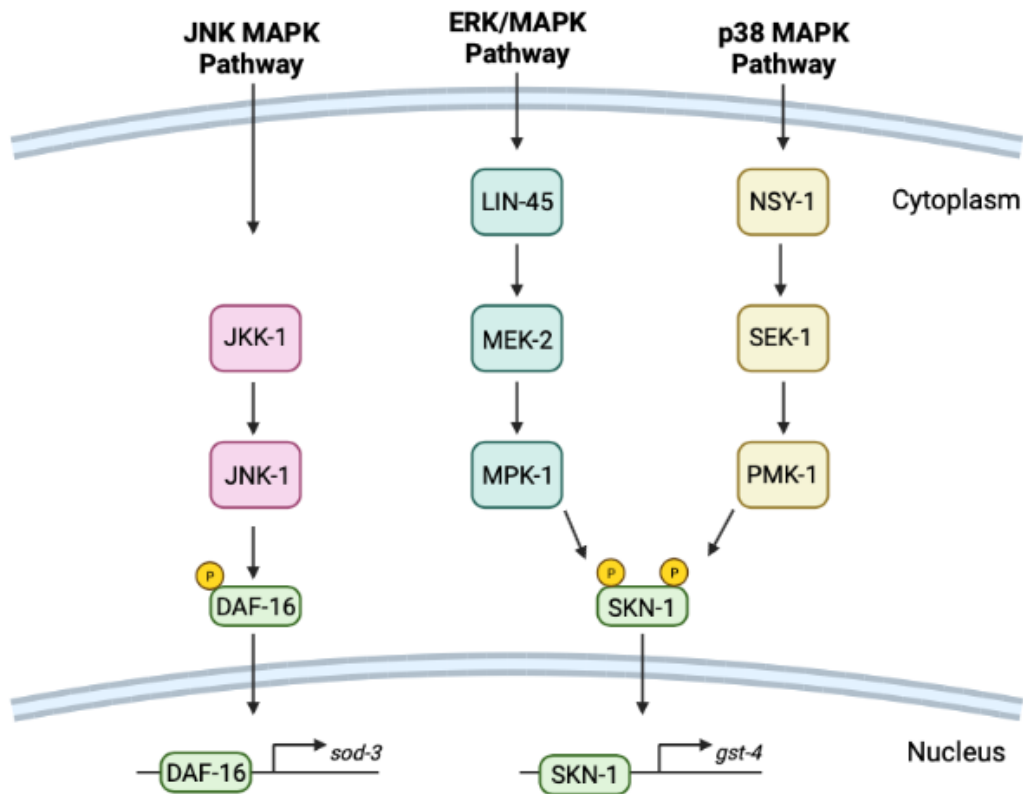 JNK MAPK
Pathway
ERK/MAPK
Pathway
p38 MAPK
Pathway
Cytoplasm
LIN-45
NSY-1
JKK-1
MEK-2
SEK-1
JNK-1
MPK-1
PMK-1
P
DAF-16
P
P
SKN-1
Nucleus
DAF-16
sod-3
SKN-1
gst-4